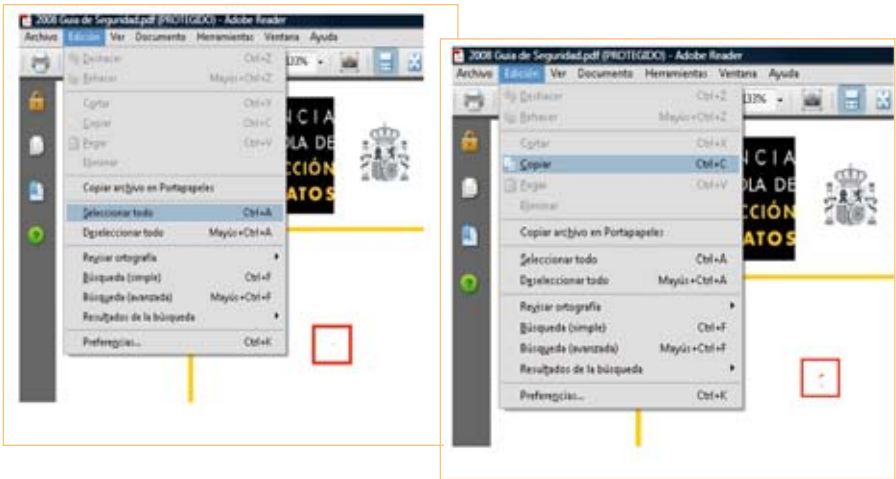 2008 Guia de Seguridad.pdf (PROTEGIDO) - Adobe Reader
Archivo Edición Ver Documento Herramientas Ventana Ayuda
Deshacer Ctrl+Z
Rehacer Mayús+Ctrl+Z
Cortar Ctrl+X
Copiar Ctrl+C
Pegar Ctrl+V
Eliminar
Copiar archivo en Portapapeles
Seleccionar todo Ctrl+A
Deseleccionar todo Mayús+Ctrl+A
Revisar ortografía
Búsqueda (simple) Ctrl+F
Búsqueda (avanzada) Mayús+Ctrl+F
Resultados de la búsqueda
Preferencias... Ctrl+K
NCIA
OLA DE
CCIÓN
ATOS
2008 Guia de Seguridad.pdf (PROTEGIDO) - Adobe Reader
Archivo Edición Ver Documento Herramientas Ventana Ayuda
Deshacer Ctrl+Z
133%
Rehacer Mayús+Ctrl+Z
Cortar Ctrl+X
Copiar Ctrl+C
Pegar Ctrl+V
Eliminar
Copiar archivo en Portapapeles
Seleccionar todo Ctrl+A
Deseleccionar todo Mayús+Ctrl+A
Revisar ortografía
Búsqueda (simple) Ctrl+F
Búsqueda (avanzada) Mayús+Ctrl+F
Resultados de la búsqueda
Preferencias... Ctrl+K
NCIA
OLA DE
CCIÓN
ATOS